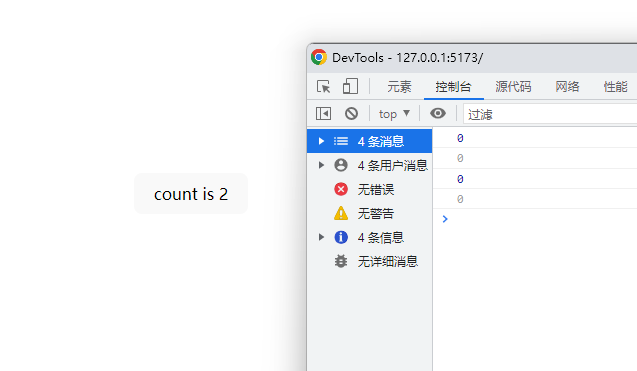 DevTools - 127.0.0.1:5173/
元素 控制台 源代码 网络 性能
top ▼ 过滤
4 条消息
4 条用户消息
无错误
无警告
4 条信息
无详细消息
0
0
0
0
count is 2